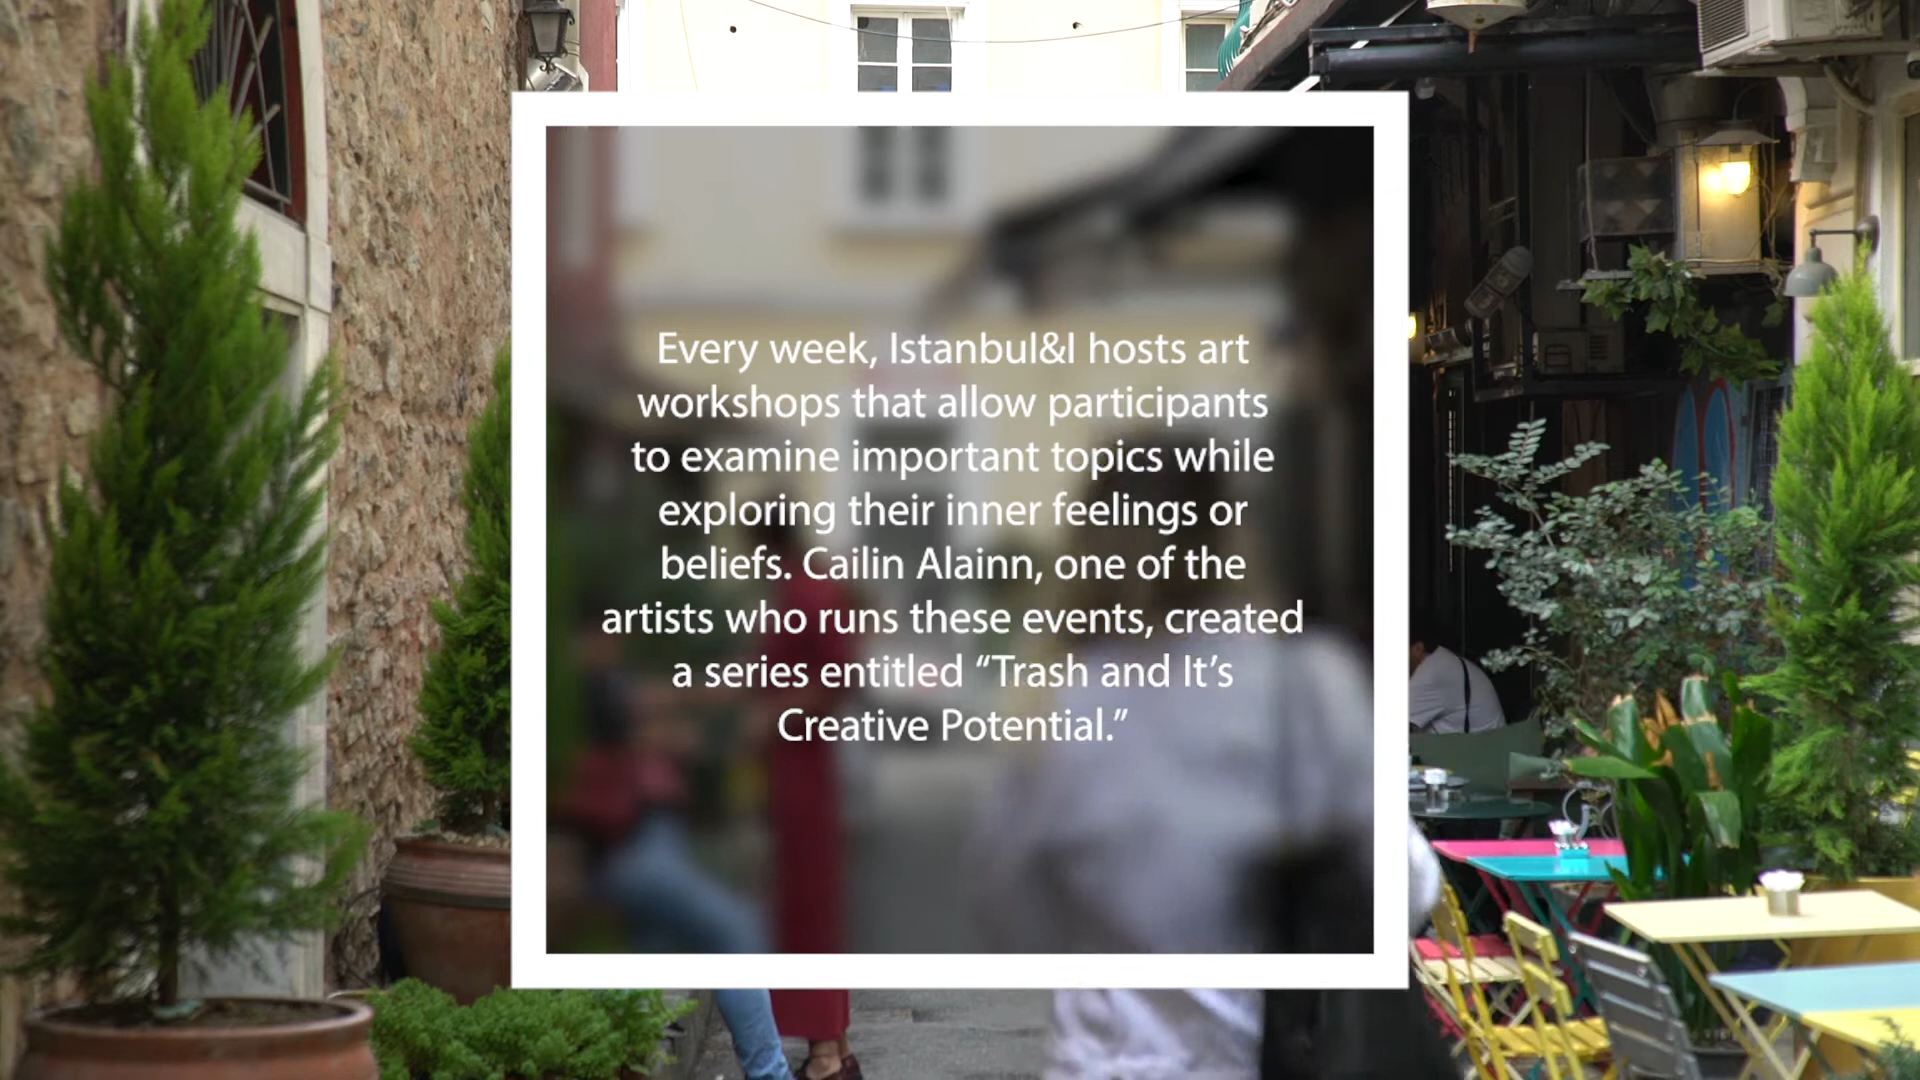 Every week, Istanbul&I hosts art
workshops that allow participants
to examine important topics while
exploring their inner feelings or
beliefs. Cailin Alainn, one of the
artists who runs these events, created
a series entitled “Trash and It’s
Creative Potential.”